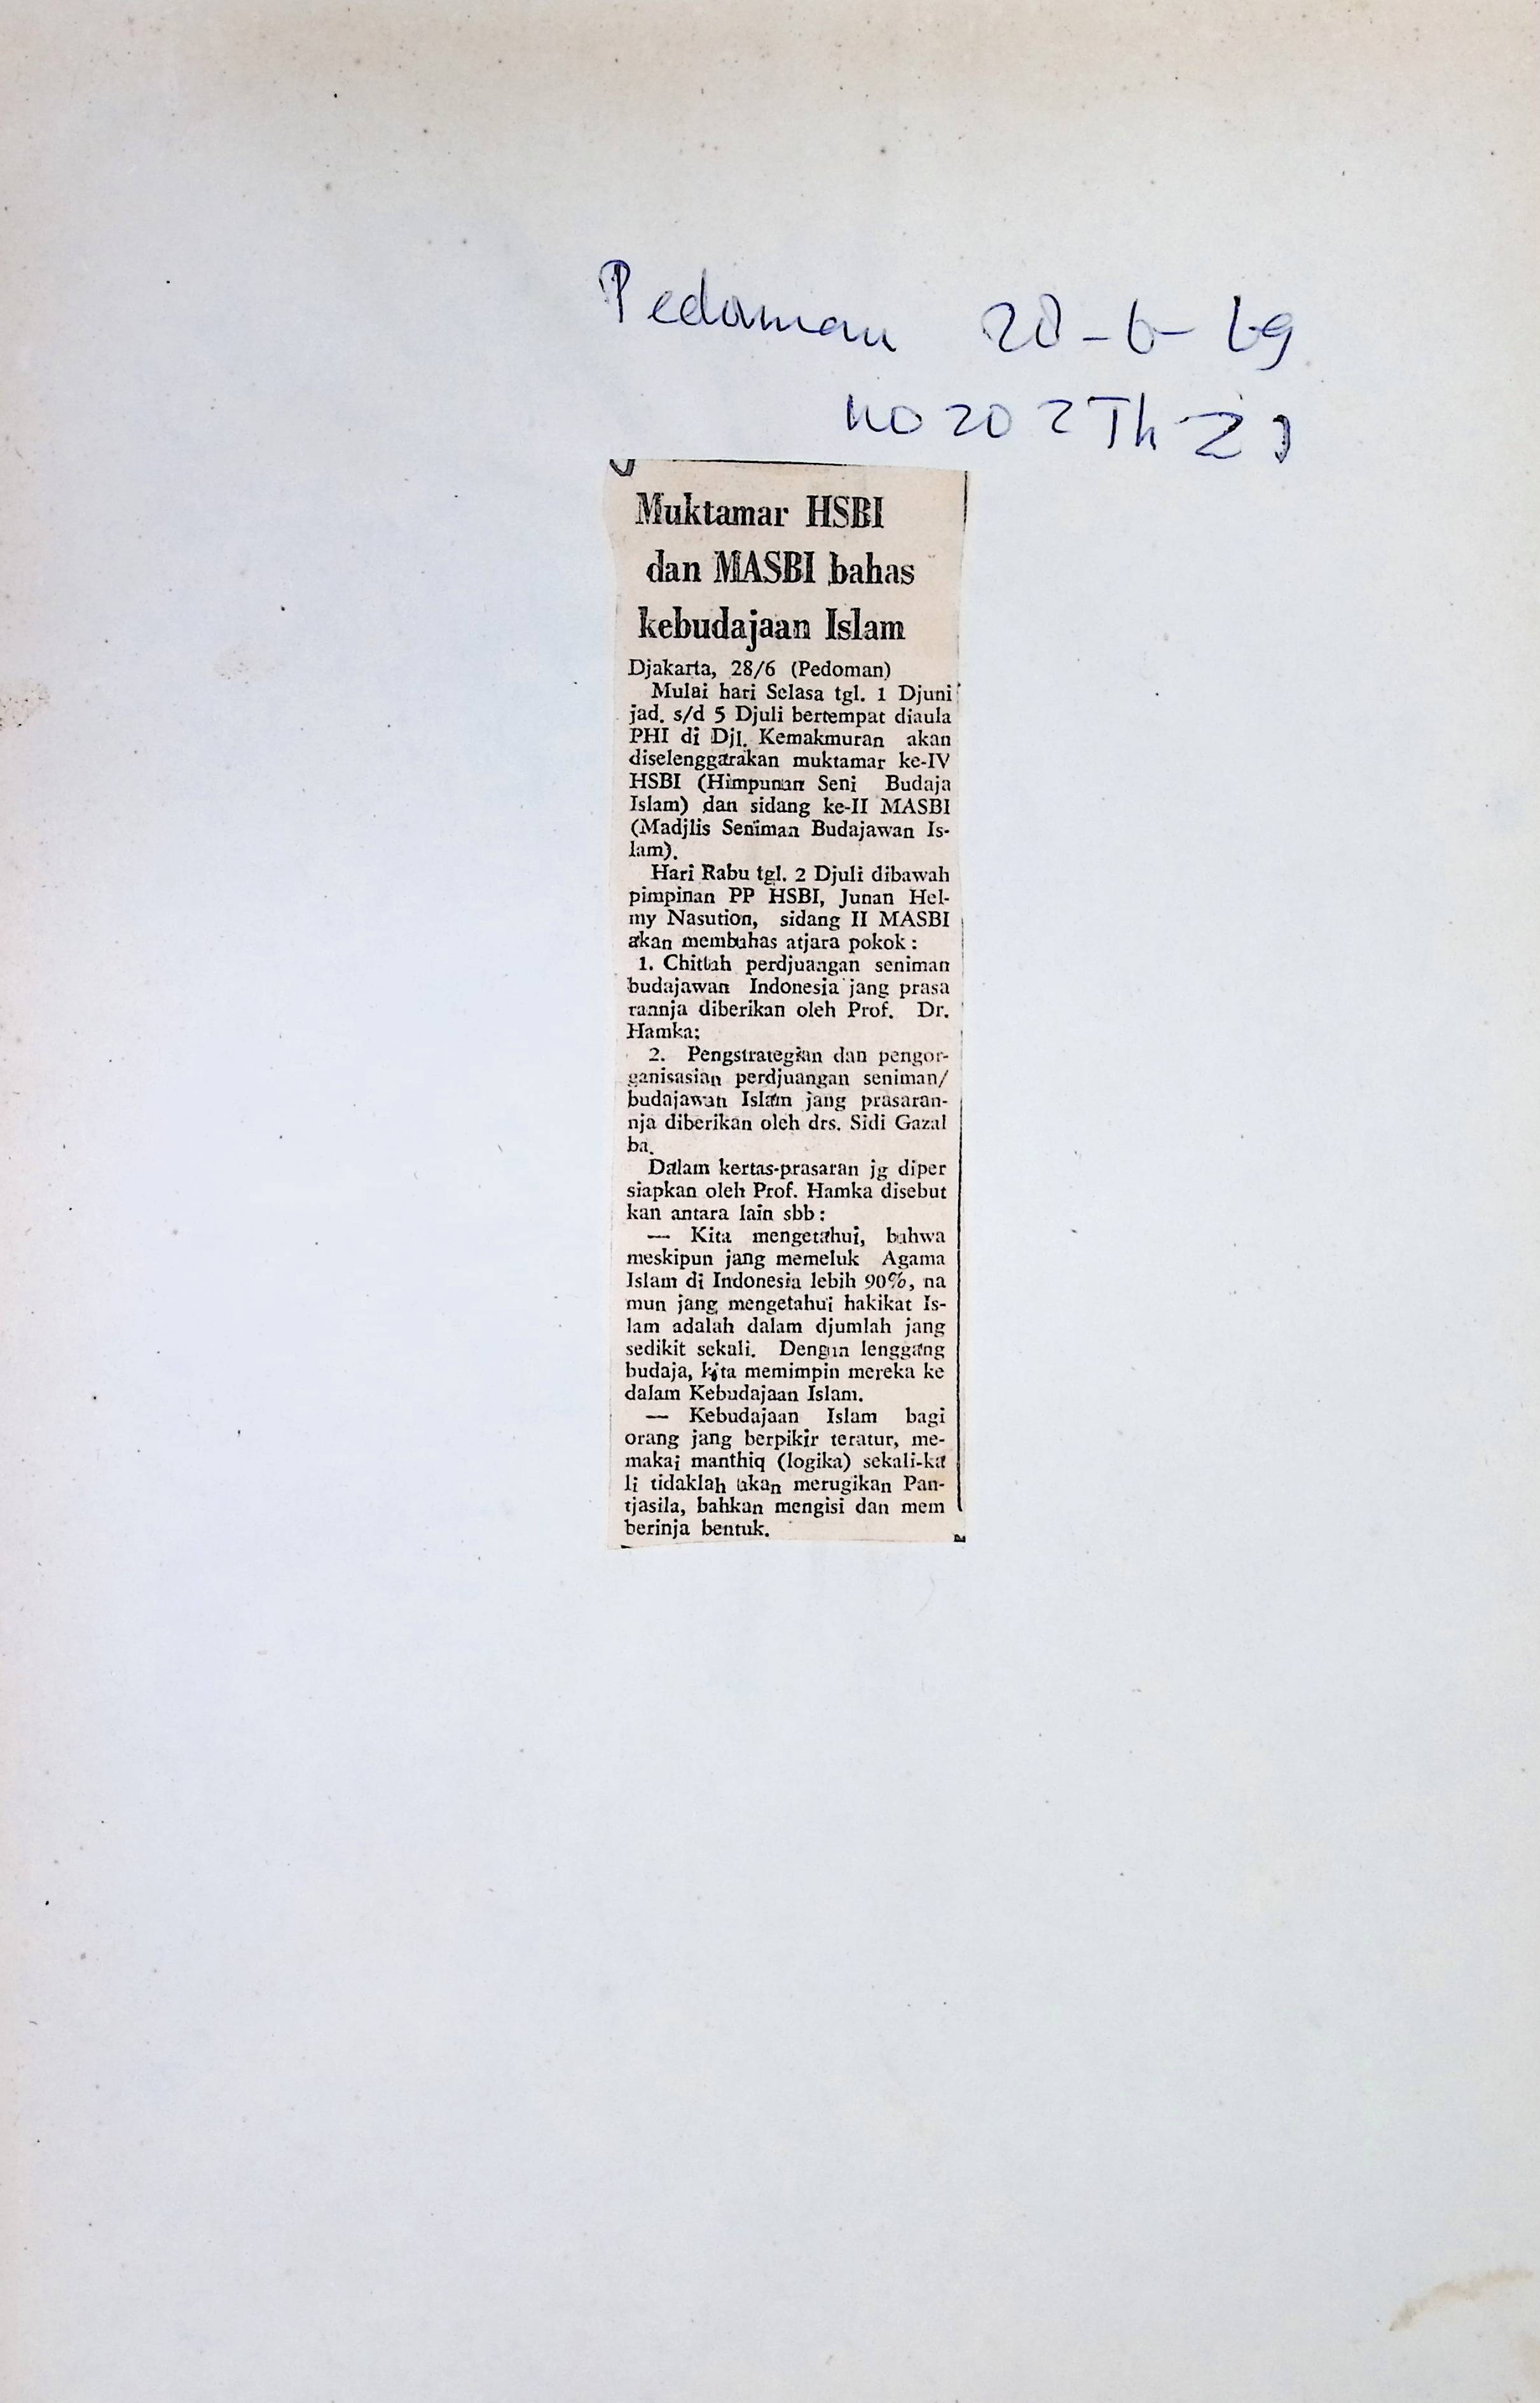 Pedoman 28-6-69
no 202 Th 21
Muktamar HSBI
dan MASBI bahas
kebudajaan Islam
Djakarta, 28/6 (Pedoman)
Mulai hari Selasa tgl. 1 Djuni
jad. s/d 5 Djuli bertempat diaula
PHI di Djl. Kemakmuran akan
diselenggarakan muktamar ke-IV
HSBI (Himpunan Seni Budaja
Islam) dan sidang ke-II MASBI
(Madjlis Seniman Budajawan Is-
lam).
Hari Rabu tgl. 2 Djuli dibawah
pimpinan PP HSBI, Junan Hel-
my Nasution, sidang II MASBI
akan membahas atjara pokok :
1. Chittah perdjuangan seniman
budajawan Indonesia jang prasa
rannja diberikan oleh Prof. Dr.
Hamka;
2. Pengstrategian dan pengor-
ganisasian perdjuangan seniman/
budajawan Islam jang prasaran-
nja diberikan oleh drs. Sidi Gazal
ba.
Dalam kertas-prasaran jg diper
siapkan oleh Prof. Hamka disebut
kan antara lain sbb :
— Kita mengetahui, bahwa
meskipun jang memeluk Agama
Islam di Indonesia lebih 90%, na
mun jang mengetahui hakikat Is-
lam adalah dalam djumlah jang
sedikit sekali. Dengan lenggang
budaja, kita memimpin mereka ke
dalam Kebudajaan Islam.
— Kebudajaan Islam bagi
orang jang berpikir teratur, me-
makai manthiq (logika) sekali-ka
li tidaklah akan merugikan Pan-
tjasila, bahkan mengisi dan mem
berinja bentuk.